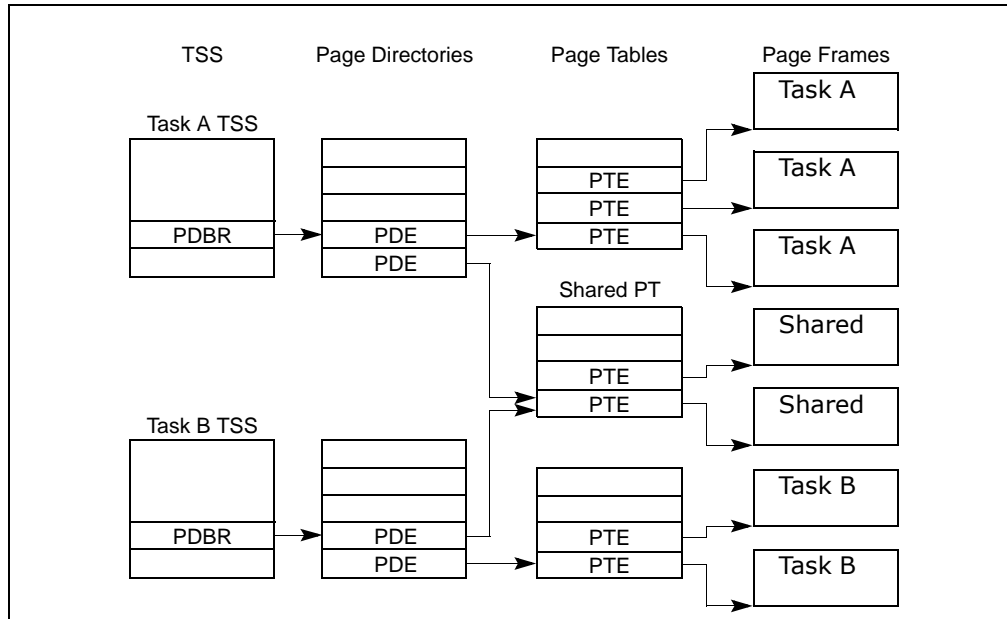 TSS Page Directories Page Tables Page Frames
Task A
Task A TSS
Task A
PTE
PTE
PDBR PDE PTE
Task A
PDE
Shared PT
Shared
PTE
PTE
Shared
Task B TSS
Task B
PDBR PDE PTE
PDE PTE
Task B